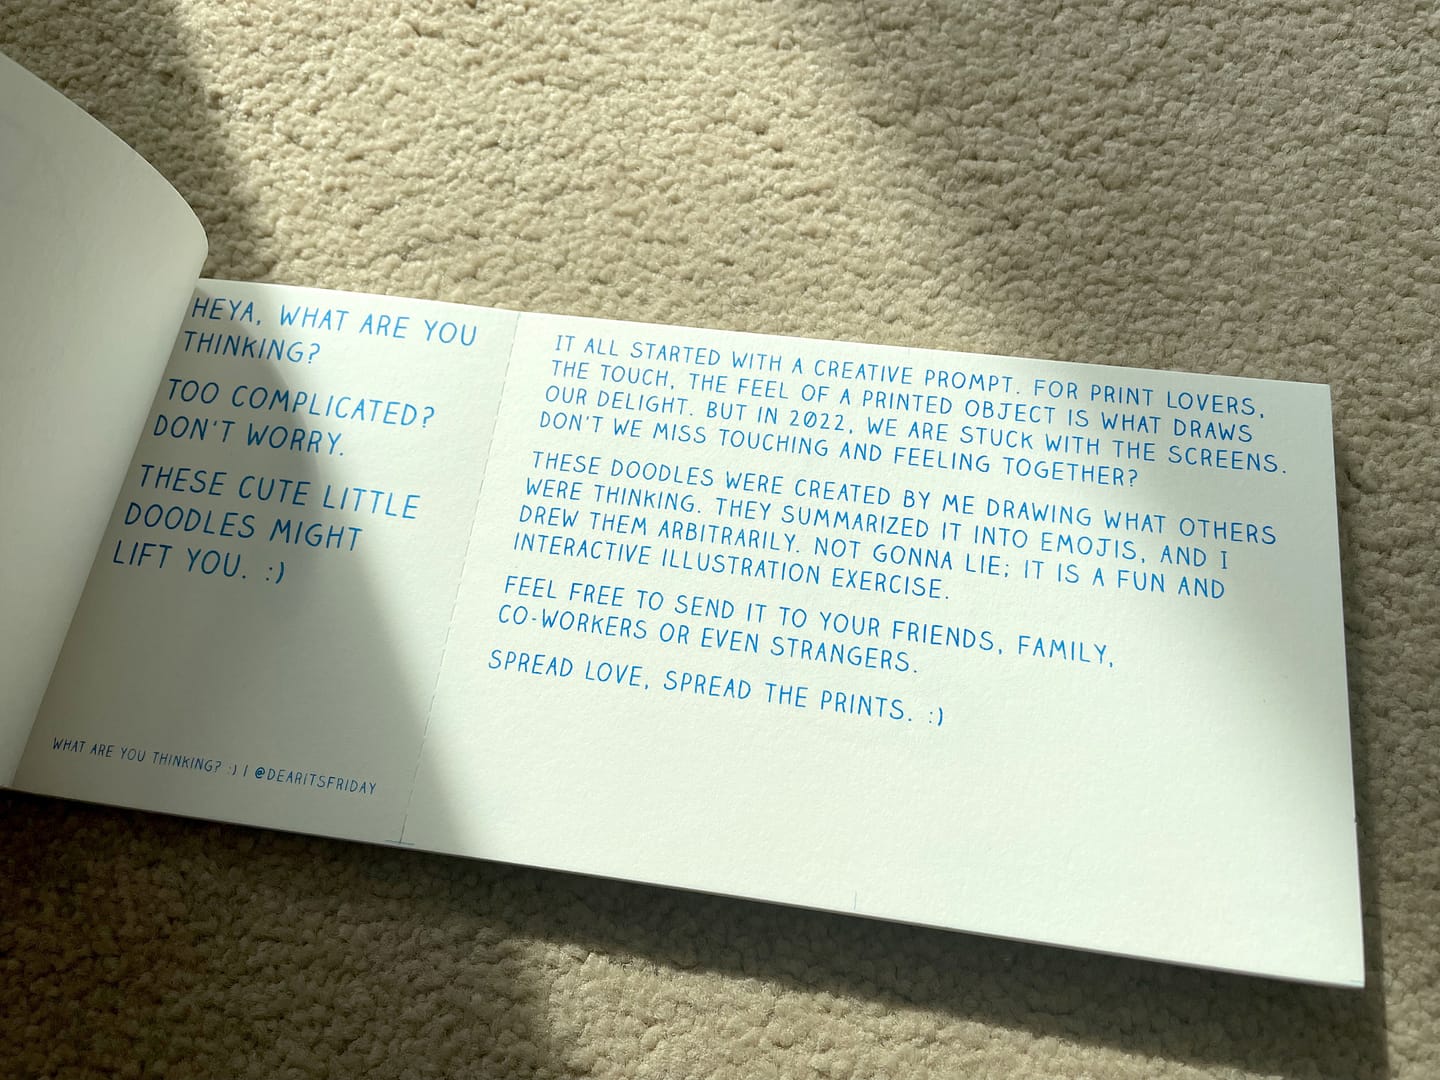 HEYA, WHAT ARE YOU
THINKING?
TOO COMPLICATED?
DON'T WORRY.
THESE CUTE LITTLE
DOODLES MIGHT
LIFT YOU. :)
WHAT ARE YOU THINKING? :) | @DEARITSFRIDAY
IT ALL STARTED WITH A CREATIVE PROMPT. FOR PRINT LOVERS,
THE TOUCH, THE FEEL OF A PRINTED OBJECT IS WHAT DRAWS
OUR DELIGHT. BUT IN 2022, WE ARE STUCK WITH THE SCREENS.
DON'T WE MISS TOUCHING AND FEELING TOGETHER?
THESE DOODLES WERE CREATED BY ME DRAWING WHAT OTHERS
WERE THINKING. THEY SUMMARIZED IT INTO EMOJIS, AND I
DREW THEM ARBITRARILY. NOT GONNA LIE; IT IS A FUN AND
INTERACTIVE ILLUSTRATION EXERCISE.
FEEL FREE TO SEND IT TO YOUR FRIENDS, FAMILY,
CO-WORKERS OR EVEN STRANGERS.
SPREAD LOVE, SPREAD THE PRINTS. :)